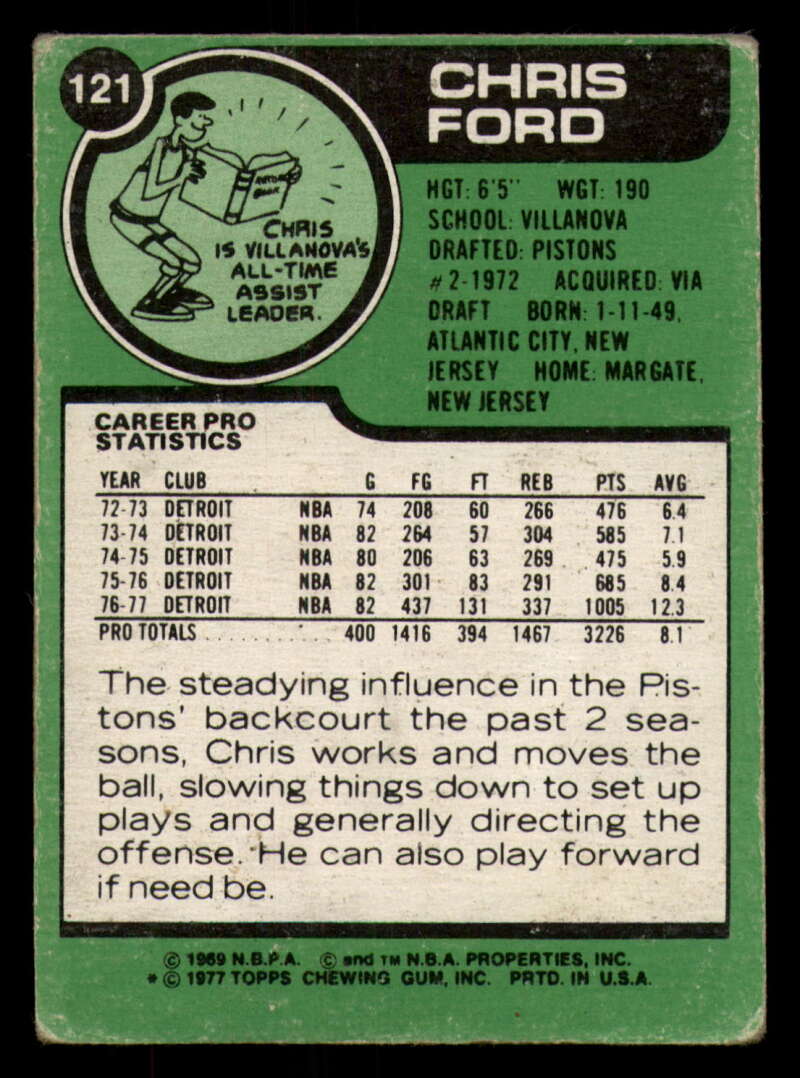 121
CHRIS
FORD
RECORD
BOOK
CHRIS
IS VILLANOVA'S
ALL-TIME
ASSIST
LEADER.
HGT: 6'5" WGT: 190
SCHOOL: VILLANOVA
DRAFTED: PISTONS
#2-1972 ACQUIRED: VIA
DRAFT BORN: 1-11-49,
ATLANTIC CITY, NEW
JERSEY HOME: MARGATE,
NEW JERSEY
CAREER PRO
STATISTICS
YEAR CLUB G FG FT REB PTS AVG
72-73 DETROIT NBA 74 208 60 266 476 6.4
73-74 DETROIT NBA 82 264 57 304 585 7.1
74-75 DETROIT NBA 80 206 63 269 475 5.9
75-76 DETROIT NBA 82 301 83 291 685 8.4
76-77 DETROIT NBA 82 437 131 337 1005 12.3
PRO TOTALS . . . . . . . . . . . . 400 1416 394 1467 3226 8.1
The steadying influence in the Pis-
tons' backcourt the past 2 sea-
sons, Chris works and moves the
ball, slowing things down to set up
plays and generally directing the
offense. He can also play forward
if need be.
© 1969 N.B.P.A. © and TM N.B.A. PROPERTIES, INC.
* © 1977 TOPPS CHEWING GUM, INC. PRTD. IN U.S.A.